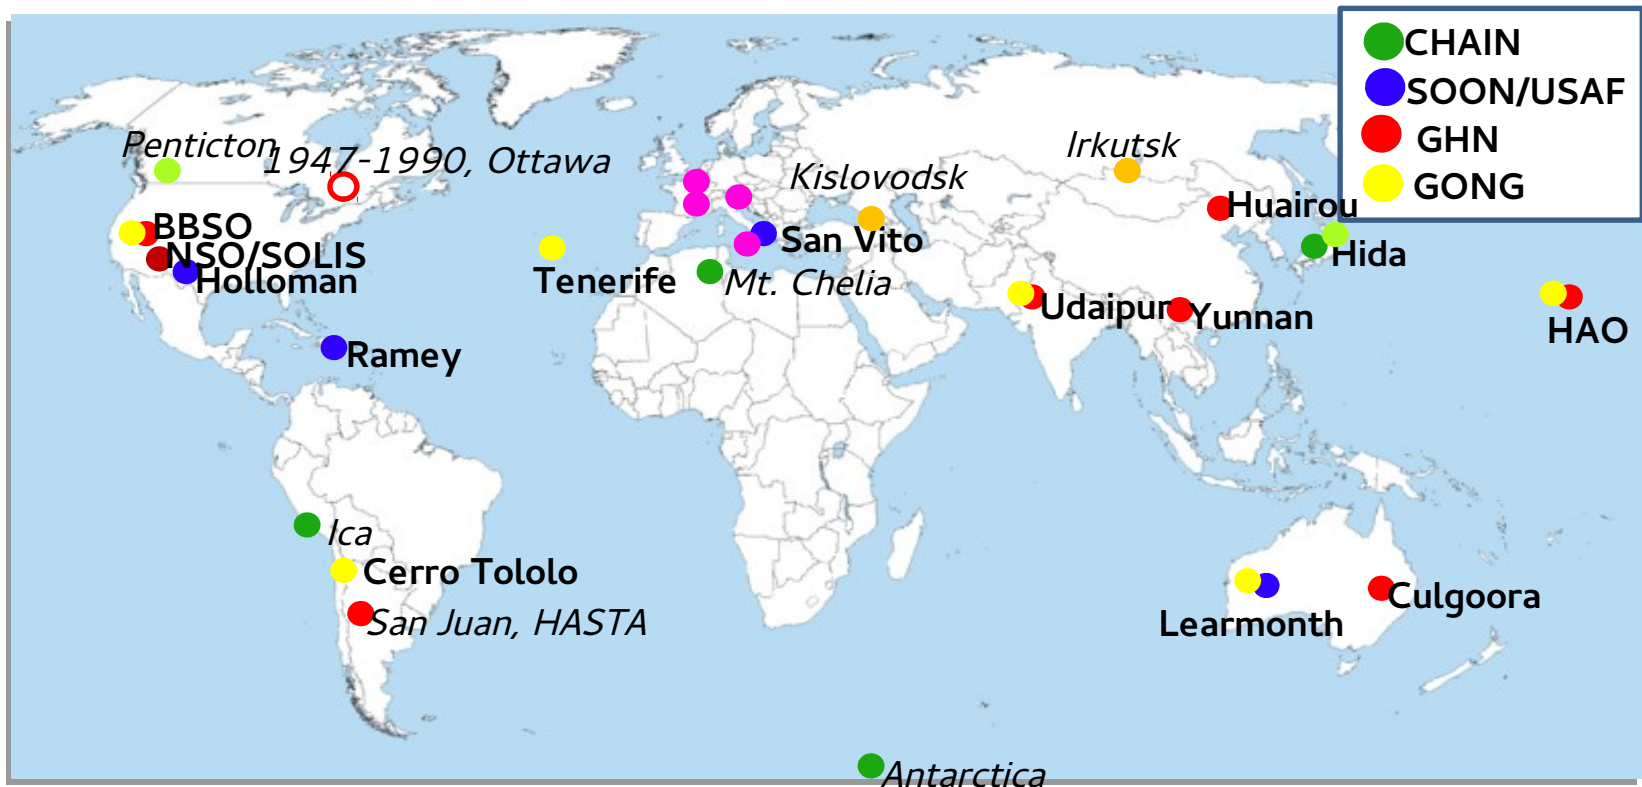 CHAIN
SOON/USAF
GHN
GONG
Penticton
1947-1990, Ottawa
Irkutsk
Kislovodsk
Huairou
BBSO
San Vito
NSO/SOLIS
Hida
Holloman
Tenerife
Mt. Chelia
Udaipur
Yunnan
HAO
Ramey
Ica
Cerro Tololo
San Juan, HASTA
Culgoora
Learmonth
Antarctica